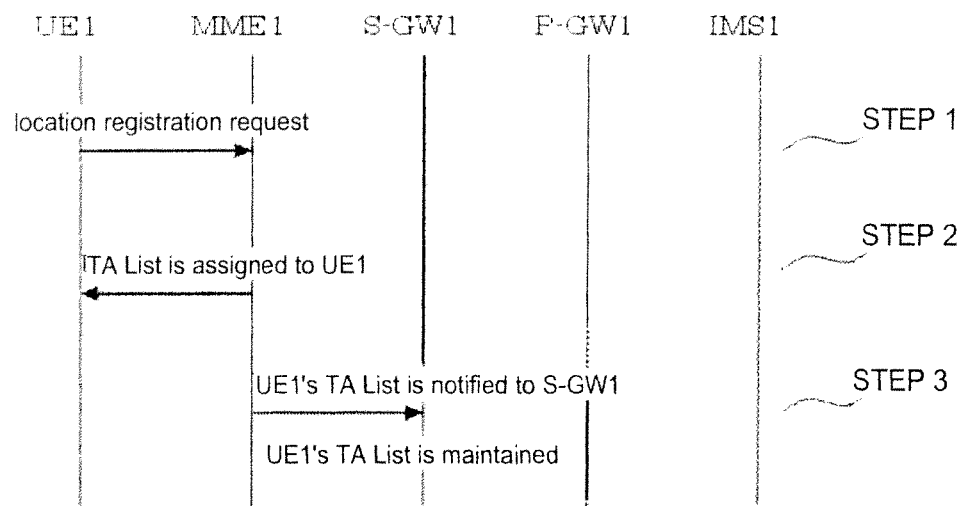 UE1 MME1 S-GW1 P-GW1 IMS1
location registration request
STEP 1
TA List is assigned to UE1
STEP 2
UE1's TA List is notified to S-GW1
STEP 3
UE1's TA List is maintained